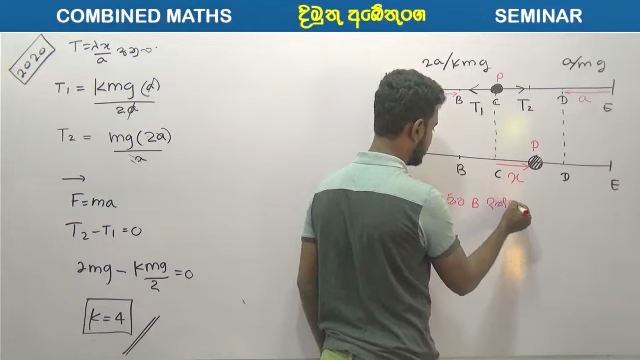 COMBINED MATHS
දිමුතු අබේතුංග
SEMINAR
2020
T = λx/a
T₁ = kmg(a)/2a
T₂ = mg(2a)/a
→
F = ma
T₂ − T₁ = 0
2mg − kmg/2 = 0
k = 4
2a/kmg
a/mg
P
B T₁ C T₂ D a E
P
B C x D E
B